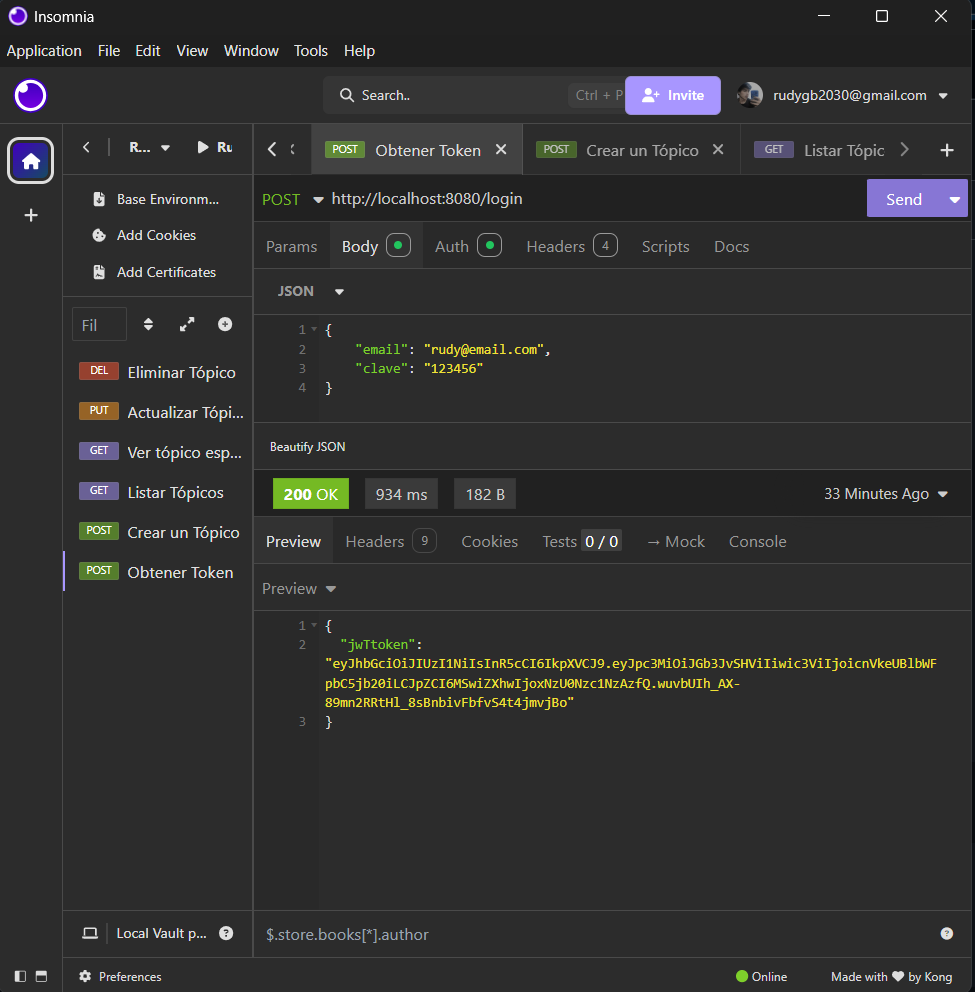 Insomnia
Application File Edit View Window Tools Help
Search.. Ctrl + P Invite rudygb2030@gmail.com
R... Ru POST Obtener Token POST Crear un Tópico GET Listar Tópic
Base Environm... POST http://localhost:8080/login Send
Add Cookies
Add Certificates
Params Body Auth Headers 4 Scripts Docs
JSON
Fil
1 {
2 "email": "rudy@email.com",
3 "clave": "123456"
4 }
DEL Eliminar Tópico
PUT Actualizar Tópi...
GET Ver tópico esp...
GET Listar Tópicos
POST Crear un Tópico
POST Obtener Token
Beautify JSON
200 OK 934 ms 182 B 33 Minutes Ago
Preview Headers 9 Cookies Tests 0 / 0 → Mock Console
Preview
1 {
2 "jwTtoken":
"eyJhbGciOiJIUzI1NiIsInR5cCI6IkpXVCJ9.eyJpc3MiOiJGb3JvSHViIiwic3ViIjoicnVkeUBlbWF
pbC5jb20iLCJpZCI6MSwiZXhwIjoxNzU0Nzc1NzAzfQ.wuvbUIh_AX-
89mn2RRtHl_8sBnbivFbfvS4t4jmvjBo"
3 }
Local Vault p... $.store.books[*].author
Preferences Online Made with ❤ by Kong